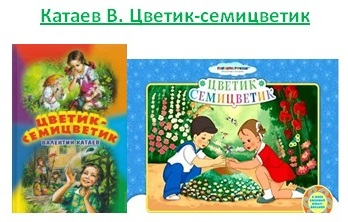 Катаев В. Цветик-семицветик
ЦВЕТИК-
СЕМИЦВЕТИК
ВАЛЕНТИН КАТАЕВ
ЦВЕТИК
СЕМИЦВЕТИК